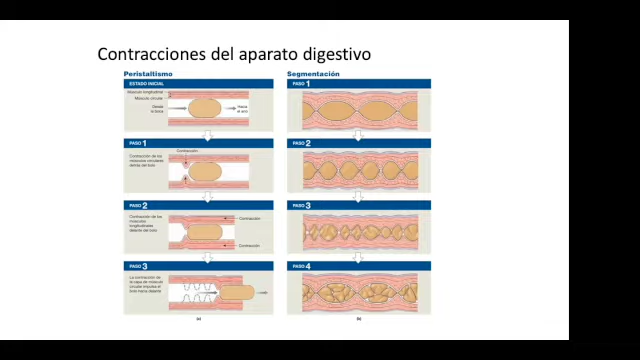 Contracciones del aparato digestivo
Peristaltismo
ESTADO INICIAL
Músculo longitudinal
Músculo circular
Desde
la boca
Hacia
el ano
PASO 1
Contracción
Contracción de los
músculos circulares
detrás del bolo
PASO 2
Contracción de los
músculos
longitudinales
delante del bolo
Contracción
Contracción
PASO 3
La contracción de
la capa de músculo
circular impulsa el
bolo hacia delante
(a)
Segmentación
PASO 1
PASO 2
PASO 3
PASO 4
(b)